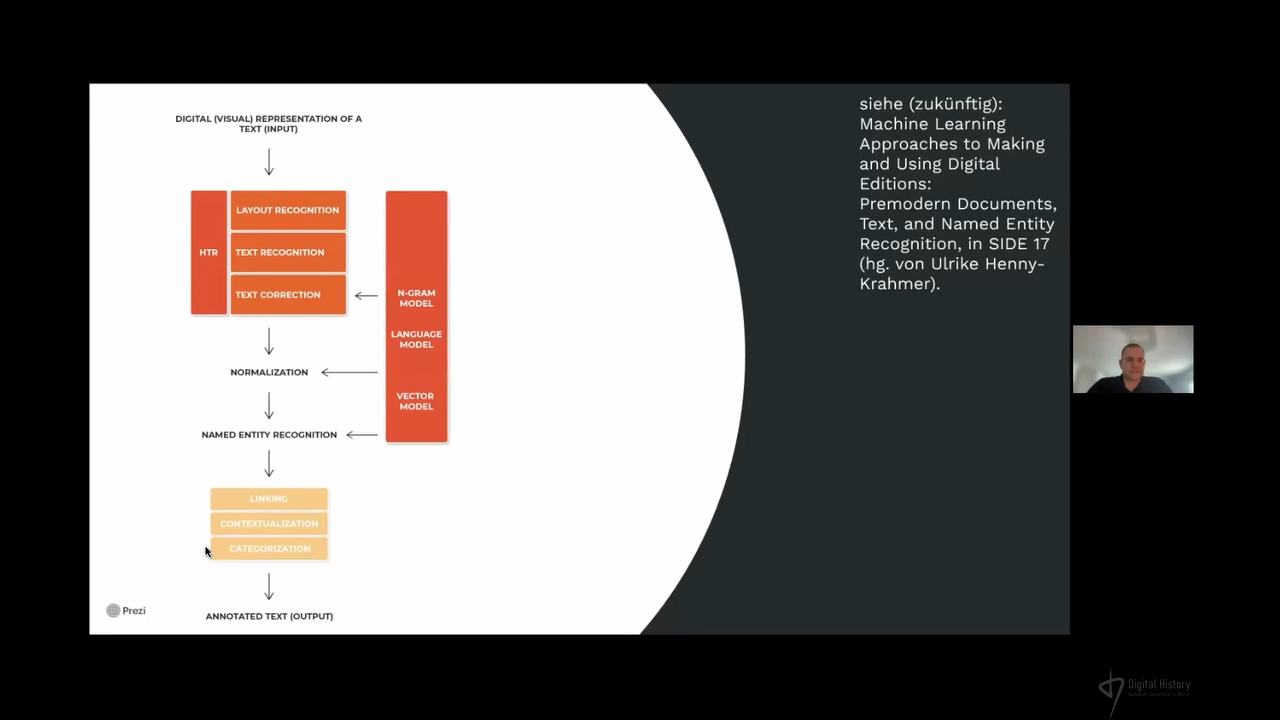 DIGITAL (VISUAL) REPRESENTATION OF A
TEXT (INPUT)
HTR
LAYOUT RECOGNITION
TEXT RECOGNITION
TEXT CORRECTION
N-GRAM
MODEL
LANGUAGE
MODEL
VECTOR
MODEL
NORMALIZATION
NAMED ENTITY RECOGNITION
LINKING
CONTEXTUALIZATION
CATEGORIZATION
ANNOTATED TEXT (OUTPUT)
Prezi
siehe (zukünftig):
Machine Learning
Approaches to Making
and Using Digital
Editions:
Premodern Documents,
Text, and Named Entity
Recognition, in SIDE 17
(hg. von Ulrike Henny-
Krahmer).
Digital History